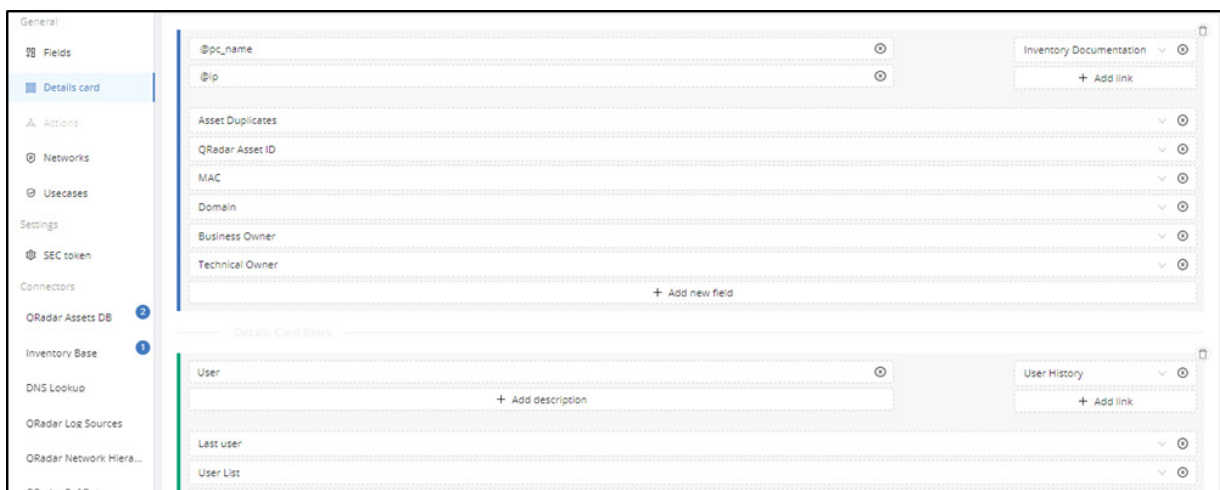 General
Fields
Details card
Actions
Networks
Usecases
Settings
SEC token
Connectors
QRadar Assets DB 2
Inventory Base 1
DNS Lookup
QRadar Log Sources
QRadar Network Hiera...
@pc_name
Inventory Documentation
@ip
+ Add link
Asset Duplicates
QRadar Asset ID
MAC
Domain
Business Owner
Technical Owner
+ Add new field
Details Card Block
User
User History
+ Add description
+ Add link
Last user
User List